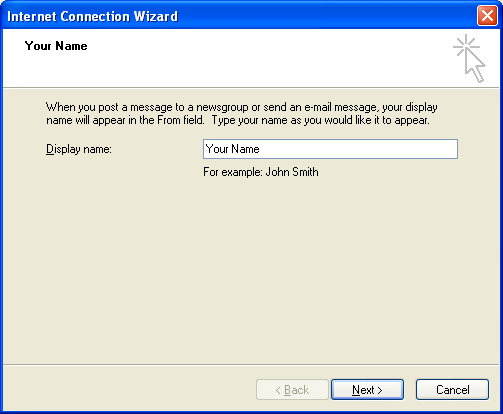 Internet Connection Wizard
Your Name
When you post a message to a newsgroup or send an e-mail message, your display
name will appear in the From field. Type your name as you would like it to appear.
Display name: Your Name
For example: John Smith
< Back Next > Cancel